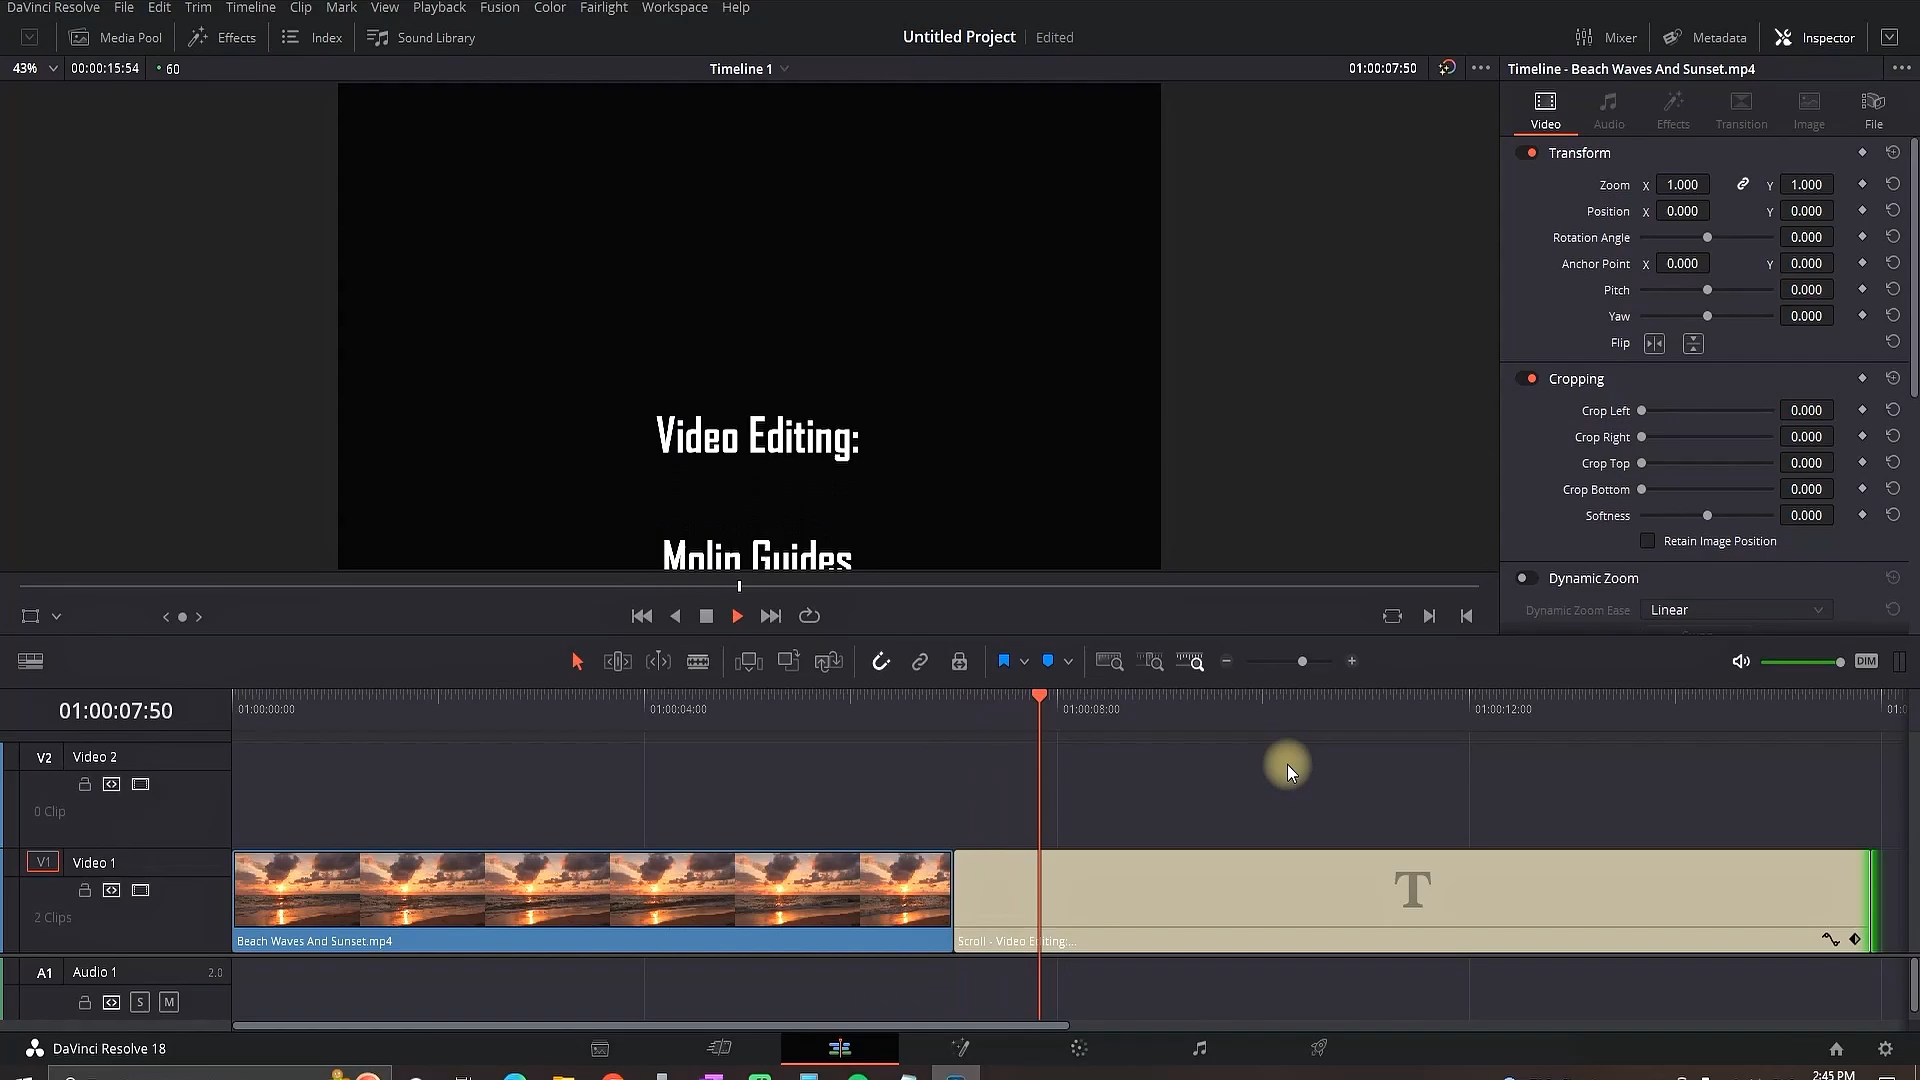 DaVinci Resolve File Edit Trim Timeline Clip Mark View Playback Fusion Color Fairlight Workspace Help
Media Pool Effects Index Sound Library Untitled Project Edited Mixer Metadata Inspector
43% 00:00:15:54 60 Timeline 1 01:00:07:50 Timeline - Beach Waves And Sunset.mp4
Video Audio Effects Transition Image File
Transform
Zoom X 1.000 Y 1.000
Position X 0.000 Y 0.000
Rotation Angle 0.000
Anchor Point X 0.000 Y 0.000
Pitch 0.000
Yaw 0.000
Flip
Cropping
Crop Left 0.000
Crop Right 0.000
Crop Top 0.000
Crop Bottom 0.000
Softness 0.000
Retain Image Position
Dynamic Zoom
Dynamic Zoom Ease Linear
Video Editing:
Molin Guides
DIM
01:00:07:50 01:00:00:00 01:00:04:00 01:00:08:00 01:00:12:00
V2 Video 2
0 Clip
V1 Video 1
2 Clips
T
Beach Waves And Sunset.mp4 Scroll - Video Editing:...
A1 Audio 1 2.0
S M
DaVinci Resolve 18
2:45 PM